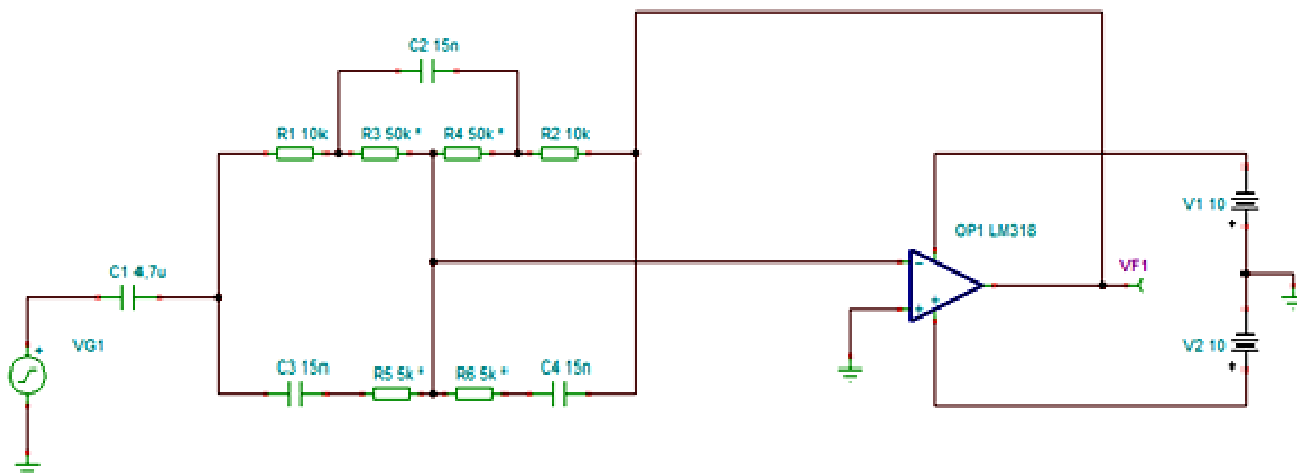 C2 15n
R1 10k
R3 50k *
R4 50k *
R2 10k
V1 10
OP1 LM318
VF1
C1 4,7u
VG1
V2 10
C3 15n
R5 5k *
R6 5k *
C4 15n